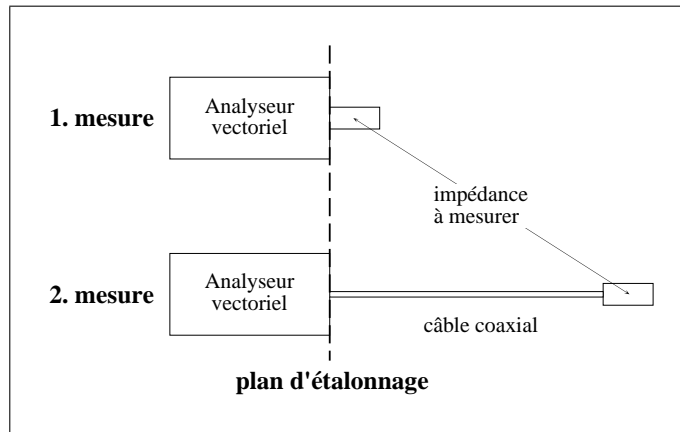 1. mesure
Analyseur
vectoriel
impédance
à mesurer
2. mesure
Analyseur
vectoriel
câble coaxial
plan d'étalonnage